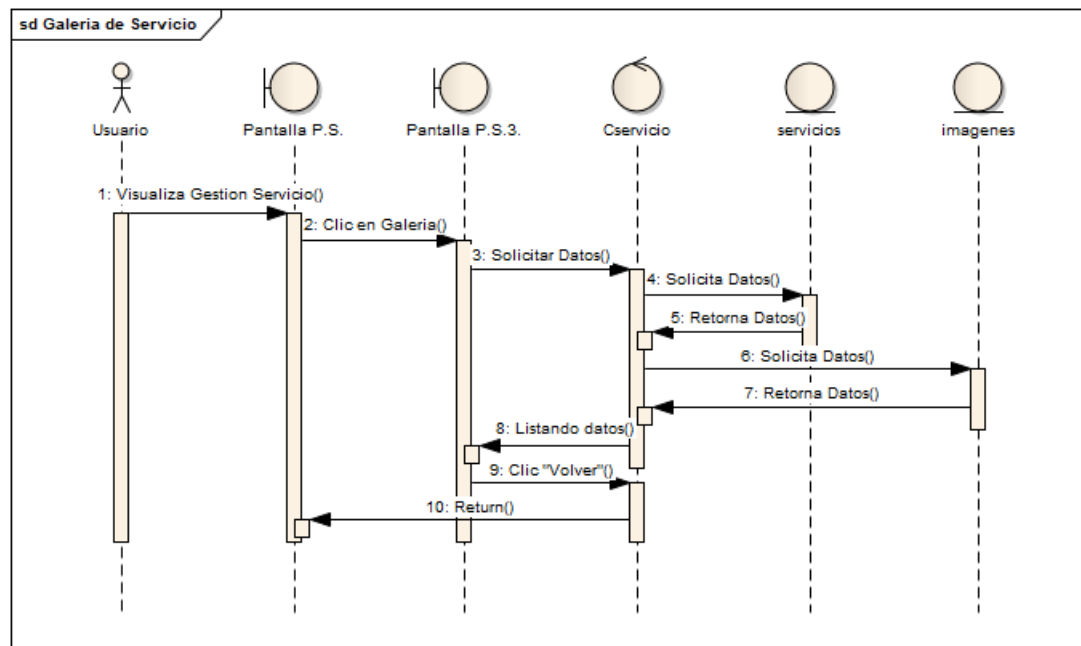 sd Galeria de Servicio
Usuario
Pantalla P.S.
Pantalla P.S.3.
Cservicio
servicios
imagenes
1: Visualiza Gestion Servicio()
2: Clic en Galeria()
3: Solicitar Datos()
4: Solicita Datos()
5: Retorna Datos()
6: Solicita Datos()
7: Retorna Datos()
8: Listando datos()
9: Clic "Volver"()
10: Return()